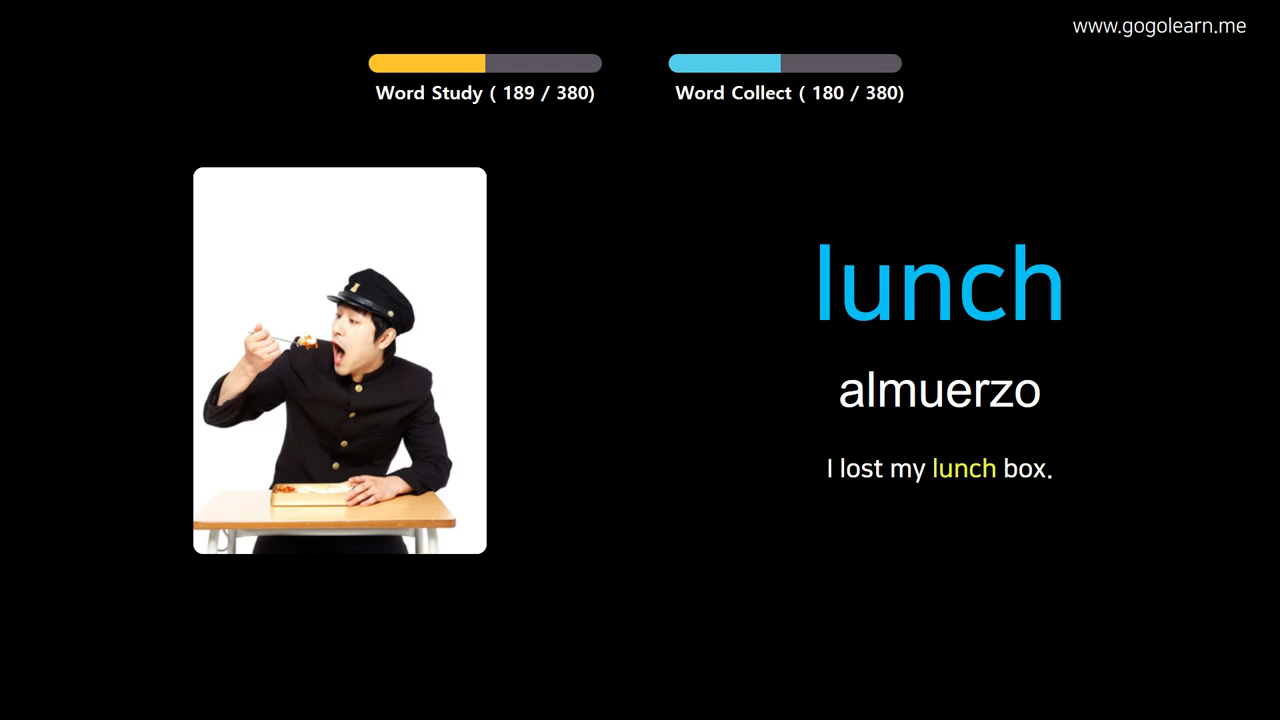 www.gogolearn.me
Word Study ( 189 / 380)
Word Collect ( 180 / 380)
lunch
almuerzo
I lost my lunch box.